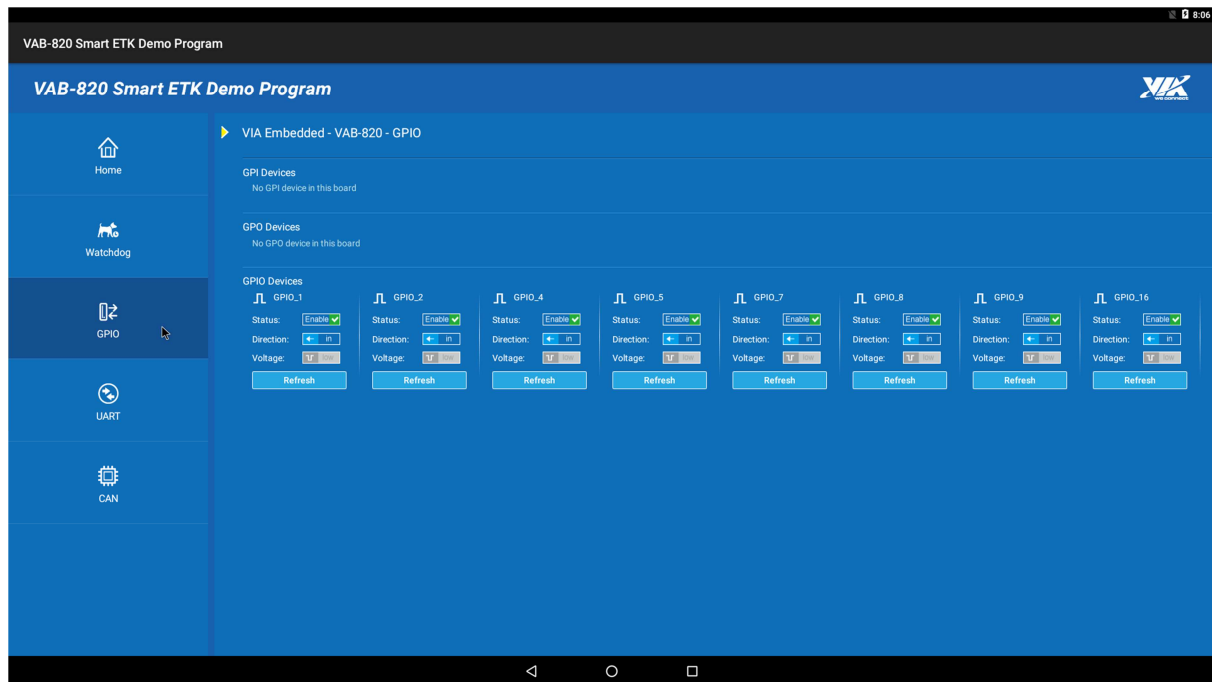 8:06
VAB-820 Smart ETK Demo Program
VAB-820 Smart ETK Demo Program
VIA
we connect
Home
Watchdog
GPIO
UART
CAN
VIA Embedded - VAB-820 - GPIO
GPI Devices
No GPI device in this board
GPO Devices
No GPO device in this board
GPIO Devices
GPIO_1 GPIO_2 GPIO_4 GPIO_5 GPIO_7 GPIO_8 GPIO_9 GPIO_16
Status: Enable Status: Enable Status: Enable Status: Enable Status: Enable Status: Enable Status: Enable Status: Enable
Direction: in Direction: in Direction: in Direction: in Direction: in Direction: in Direction: in Direction: in
Voltage: low Voltage: low Voltage: low Voltage: low Voltage: low Voltage: low Voltage: low Voltage: low
Refresh Refresh Refresh Refresh Refresh Refresh Refresh Refresh